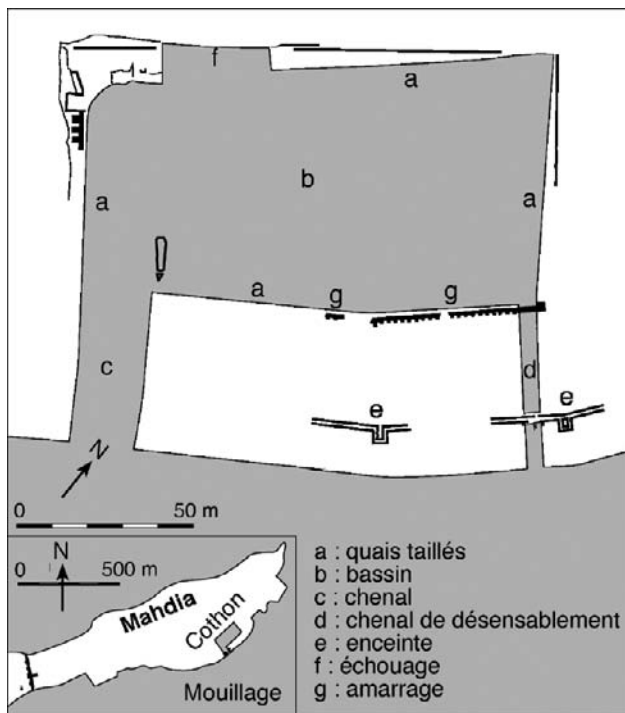 f
a
b
a
a
a
g
g
c
d
e
e
N
0 50 m
N
0 500 m
Mahdia
Cothon
Mouillage
a : quais taillés
b : bassin
c : chenal
d : chenal de désensablement
e : enceinte
f : échouage
g : amarrage